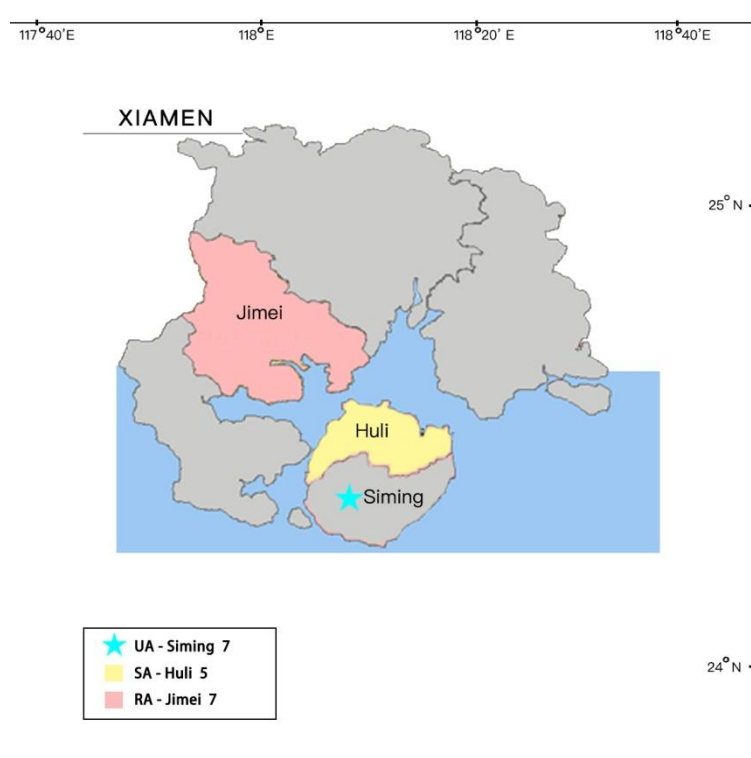 117°40'E
118°E
118°20' E
118°40'E
XIAMEN
25°N
Jimei
Huli
Siming
UA - Siming 7
SA - Huli 5
RA - Jimei 7
24°N